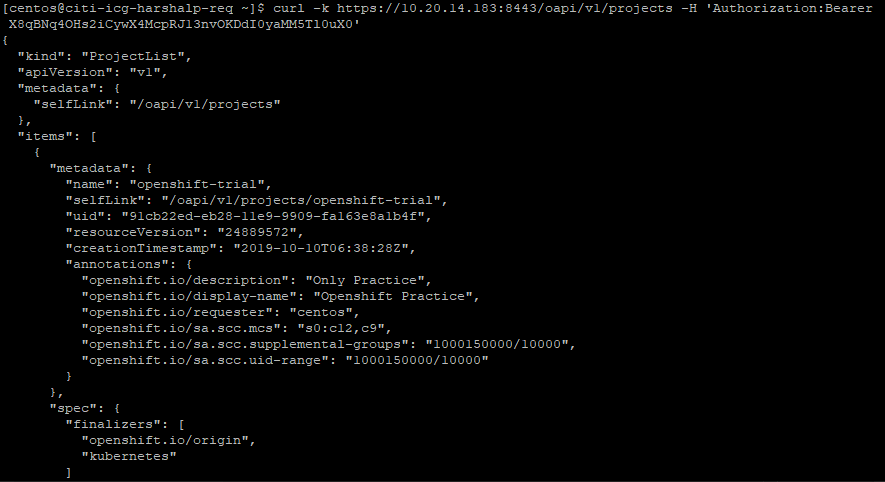 [centos@citi-icg-harshalp-req ~]$ curl -k https://10.20.14.183:8443/oapi/v1/projects -H 'Authorization:Bearer
X8qBNq4OHs2iCywX4McpRJ13nvOKDdI0yaMM5Tl0uX0'
{
"kind": "ProjectList",
"apiVersion": "v1",
"metadata": {
"selfLink": "/oapi/v1/projects"
},
"items": [
{
"metadata": {
"name": "openshift-trial",
"selfLink": "/oapi/v1/projects/openshift-trial",
"uid": "91cb22ed-eb28-11e9-9909-fa163e8a1b4f",
"resourceVersion": "24889572",
"creationTimestamp": "2019-10-10T06:38:28Z",
"annotations": {
"openshift.io/description": "Only Practice",
"openshift.io/display-name": "Openshift Practice",
"openshift.io/requester": "centos",
"openshift.io/sa.scc.mcs": "s0:c12,c9",
"openshift.io/sa.scc.supplemental-groups": "1000150000/10000",
"openshift.io/sa.scc.uid-range": "1000150000/10000"
}
},
"spec": {
"finalizers": [
"openshift.io/origin",
"kubernetes"
]